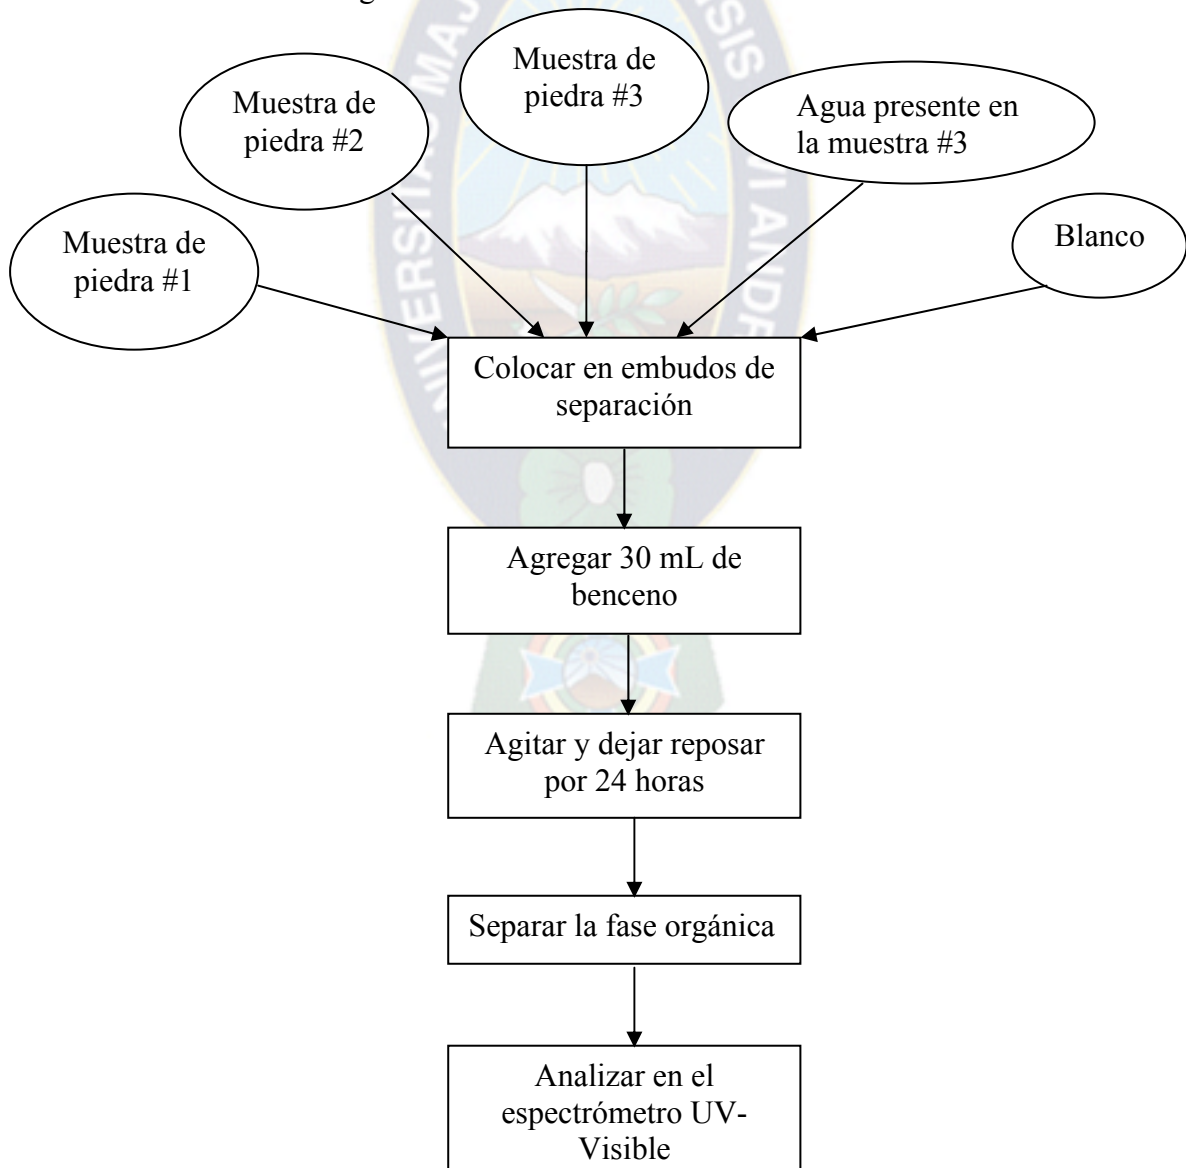 Muestra de
piedra #3
Muestra de
piedra #2
Agua presente en
la muestra #3
Muestra de
piedra #1
Blanco
Colocar en embudos de
separación
Agregar 30 mL de
benceno
Agitar y dejar reposar
por 24 horas
Separar la fase orgánica
Analizar en el
espectrómetro UV-
Visible